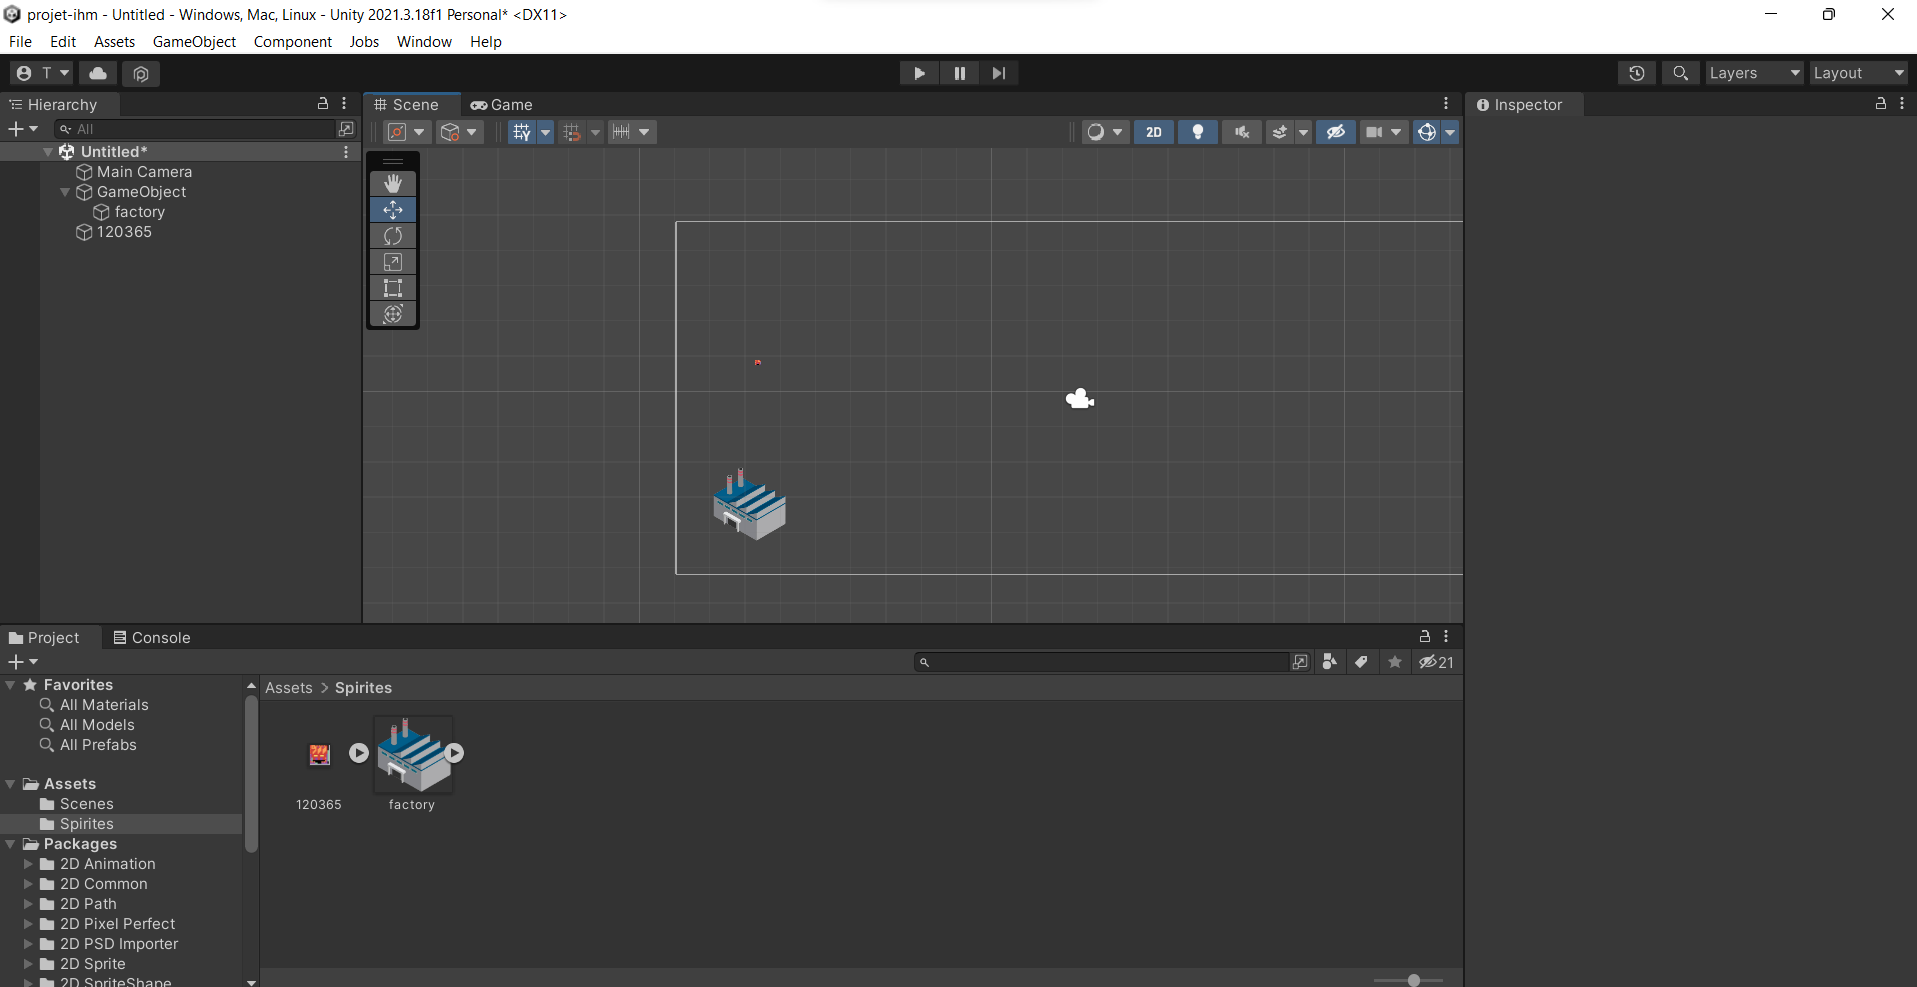 projet-ihm - Untitled - Windows, Mac, Linux - Unity 2021.3.18f1 Personal* <DX11>
File Edit Assets GameObject Component Jobs Window Help
T Layers Layout
Hierarchy
All
Untitled*
Main Camera
GameObject
factory
120365
Scene Game
2D
Inspector
Project Console
21
Favorites
All Materials
All Models
All Prefabs
Assets
Scenes
Spirites
Packages
2D Animation
2D Common
2D Path
2D Pixel Perfect
2D PSD Importer
2D Sprite
2D SpriteShape
Assets > Spirites
120365 factory